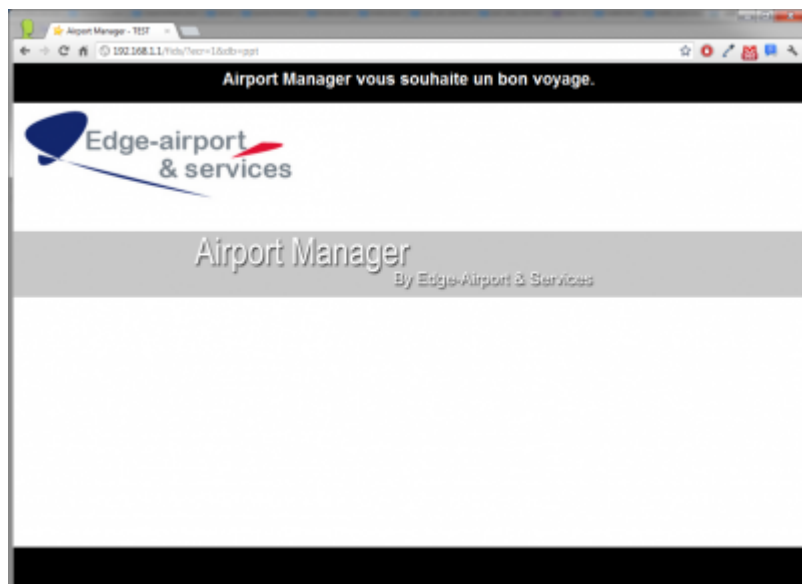 Airport Manager - TEST
192.168.1.1/fids/?ecr=1&db=ppt
Airport Manager vous souhaite un bon voyage.
Edge-airport
& services
Airport Manager
By Edge-Airport & Services